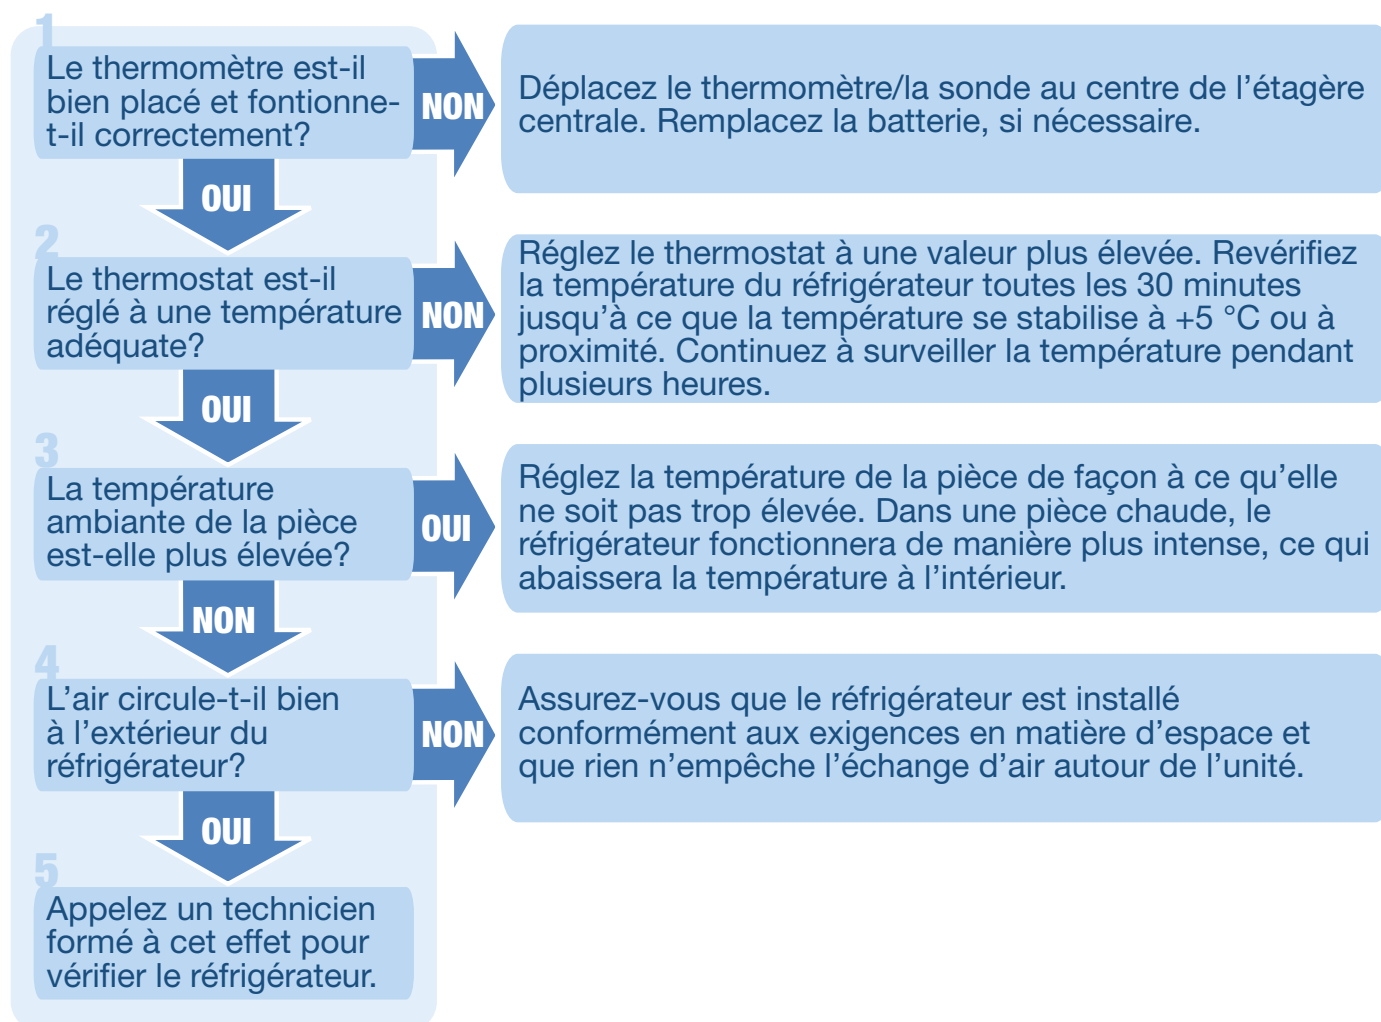 1
Le thermomètre est-il
bien placé et fontionne-
t-il correctement?
NON
Déplacez le thermomètre/la sonde au centre de l’étagère
centrale. Remplacez la batterie, si nécessaire.
OUI
2
Le thermostat est-il
réglé à une température
adéquate?
NON
Réglez le thermostat à une valeur plus élevée. Revérifiez
la température du réfrigérateur toutes les 30 minutes
jusqu’à ce que la température se stabilise à +5 °C ou à
proximité. Continuez à surveiller la température pendant
plusieurs heures.
OUI
3
La température
ambiante de la pièce
est-elle plus élevée?
OUI
Réglez la température de la pièce de façon à ce qu’elle
ne soit pas trop élevée. Dans une pièce chaude, le
réfrigérateur fonctionnera de manière plus intense, ce qui
abaissera la température à l’intérieur.
NON
4
L’air circule-t-il bien
à l’extérieur du
réfrigérateur?
NON
Assurez-vous que le réfrigérateur est installé
conformément aux exigences en matière d’espace et
que rien n’empêche l’échange d’air autour de l’unité.
OUI
5
Appelez un technicien
formé à cet effet pour
vérifier le réfrigérateur.